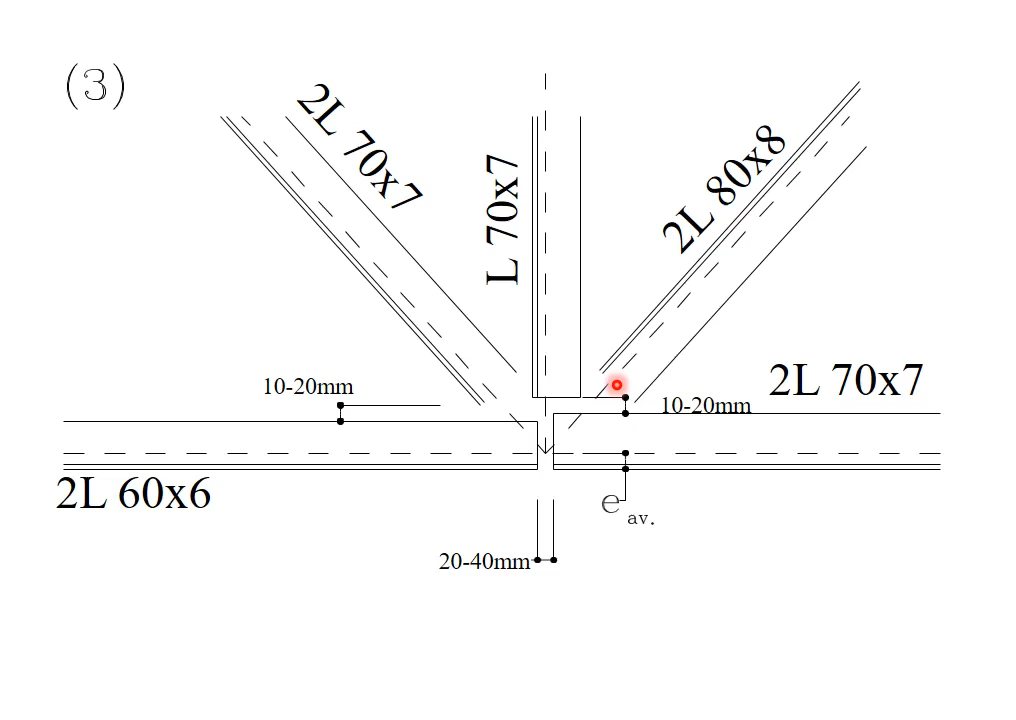 (3)
2L 70x7
L 70x7
2L 80x8
10-20mm
2L 70x7
10-20mm
2L 60x6
e av.
20-40mm